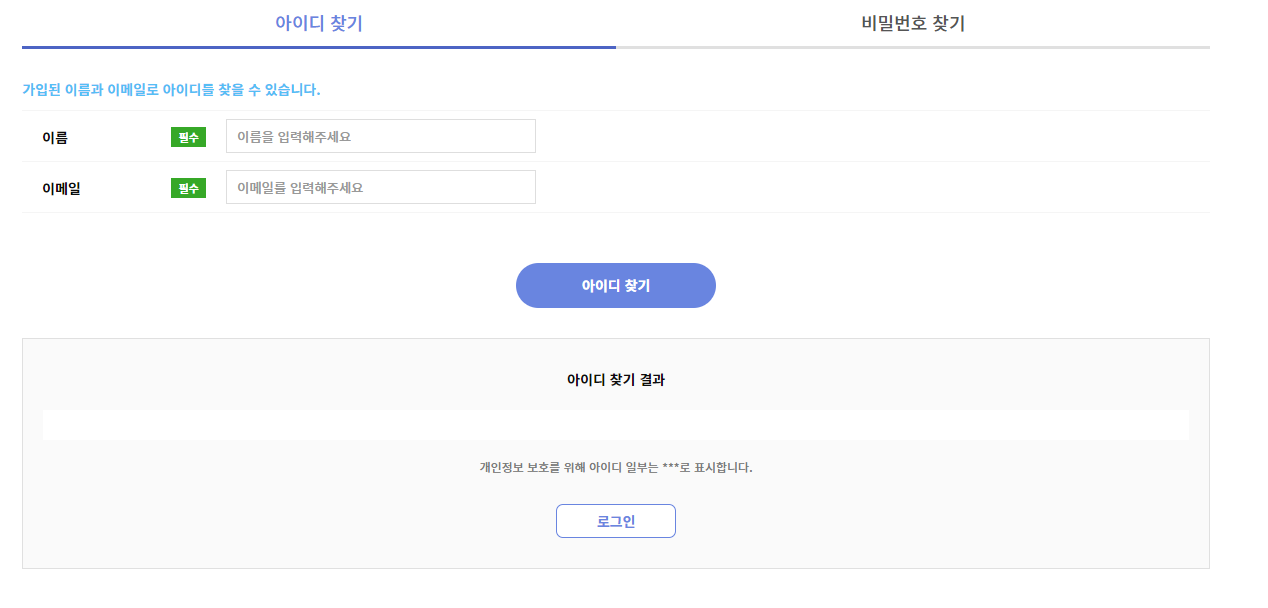 아이디 찾기
비밀번호 찾기
가입된 이름과 이메일로 아이디를 찾을 수 있습니다.
이름 필수 이름을 입력해주세요
이메일 필수 이메일를 입력해주세요
아이디 찾기
아이디 찾기 결과
개인정보 보호를 위해 아이디 일부는 ***로 표시합니다.
로그인